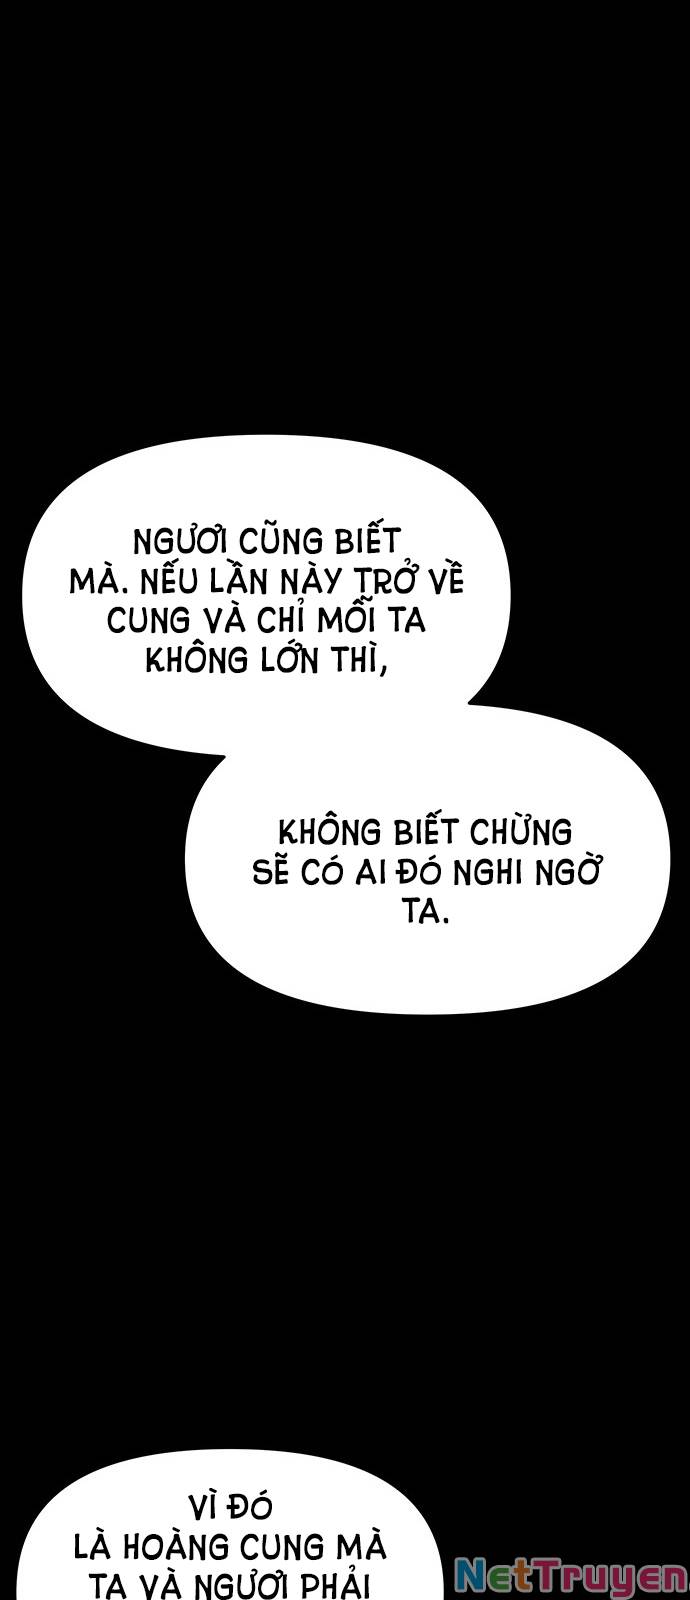 NGƯƠI CŨNG BIẾT
MÀ. NẾU LẦN NÀY TRỞ VỀ
CUNG VÀ CHỈ MỖI TA
KHÔNG LỚN THÌ,
KHÔNG BIẾT CHỪNG
SẼ CÓ AI ĐÓ NGHI NGỜ
TA.
VÌ ĐÓ
LÀ HOÀNG CUNG MÀ
TA VÀ NGƯƠI PHẢI
NetTruyen